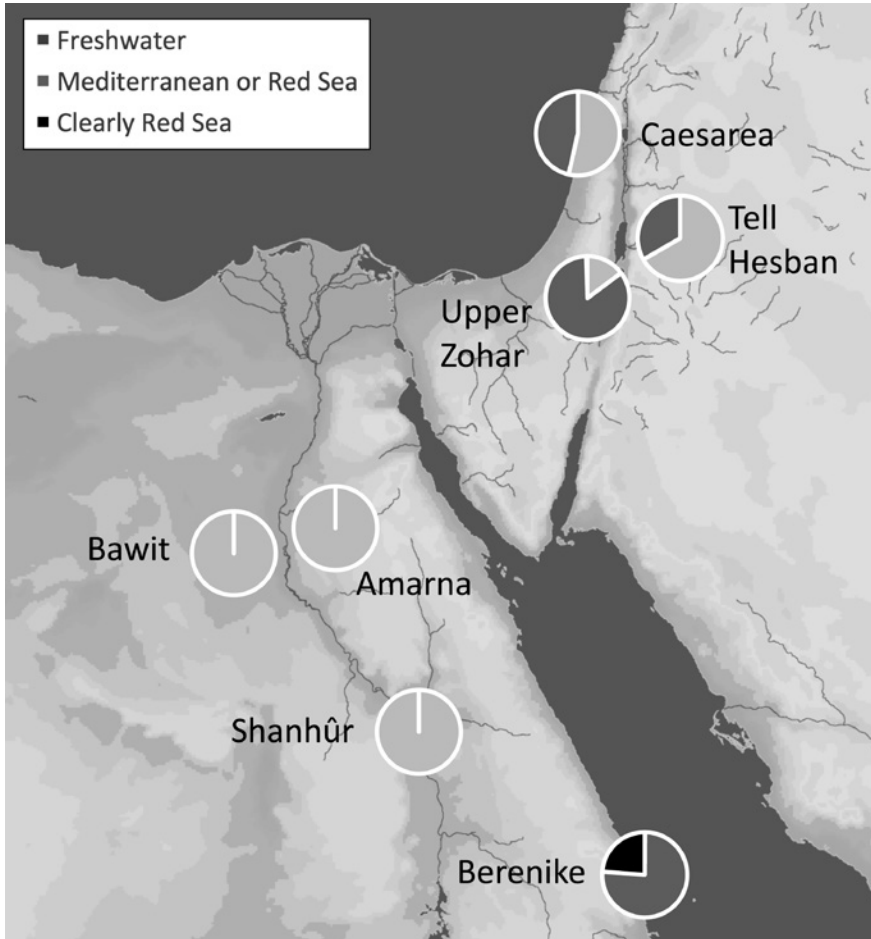 Freshwater
Mediterranean or Red Sea
Clearly Red Sea
Caesarea
Tell
Hesban
Upper
Zohar
Bawit
Amarna
Shanhûr
Berenike